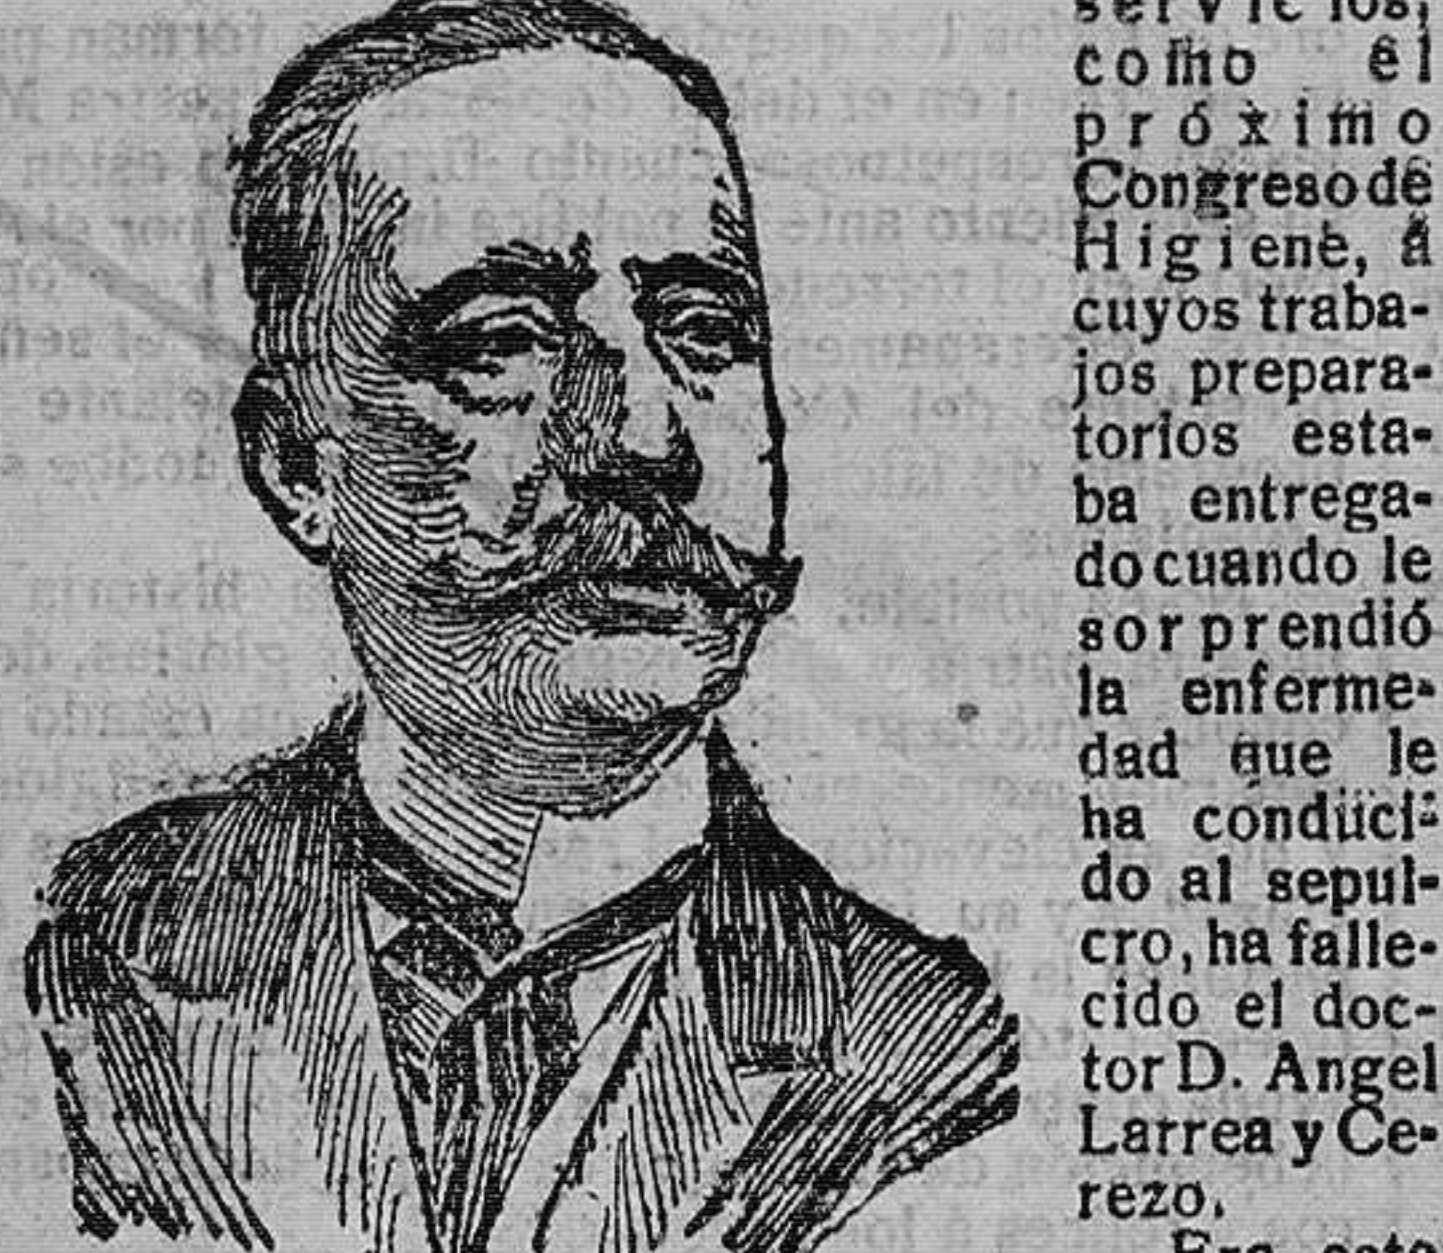 servicios,
como el
próximo
Congreso de
Higiene, á
cuyos traba-
jos prepara-
torios esta-
ba entrega-
do cuando le
sorprendió
la enferme-
dad que le
ha conduci-
do al sepul-
cro, ha falle-
cido el doc-
tor D. Angel
Larrea y Ce-
rezo.
Era este